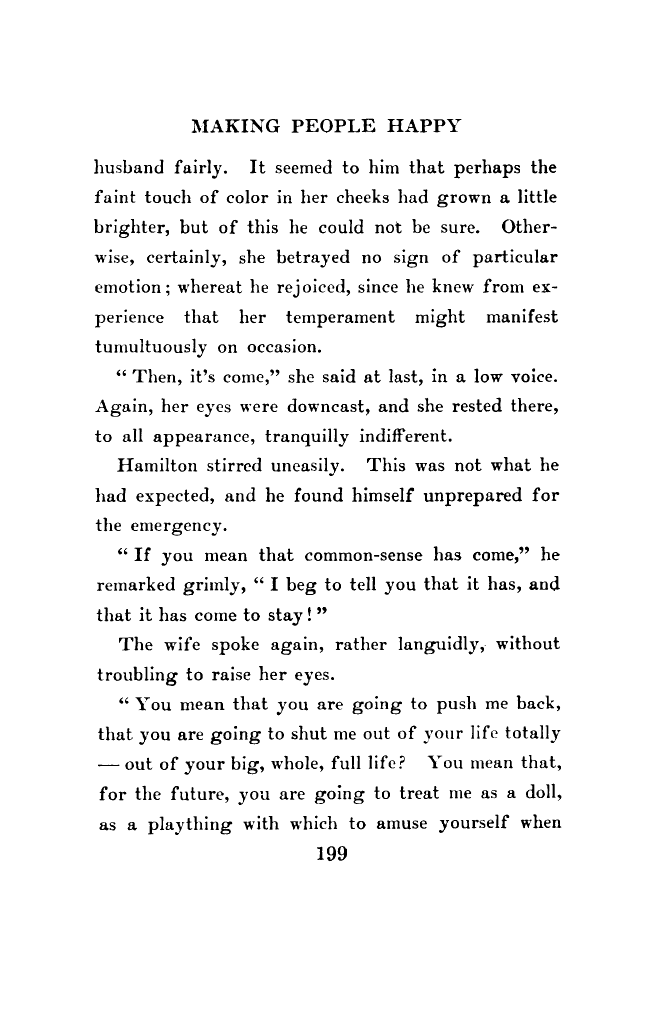 MAKING PEOPLE HAPPY
husband fairly. It seemed to him that perhaps the
faint touch of color in her cheeks had grown a little
brighter, but of this he could not be sure. Other-
wise, certainly, she betrayed no sign of particular
emotion; whereat he rejoiced, since he knew from ex-
perience that her temperament might manifest
tumultuously on occasion.
“ Then, it's come,” she said at last, in a low voice.
Again, her eyes were downcast, and she rested there,
to all appearance, tranquilly indifferent.
Hamilton stirred uneasily. This was not what he
had expected, and he found himself unprepared for
the emergency.
“ If you mean that common-sense has come,” he
remarked grimly, “ I beg to tell you that it has, and
that it has come to stay! ”
The wife spoke again, rather languidly, without
troubling to raise her eyes.
“ You mean that you are going to push me back,
that you are going to shut me out of your life totally
— out of your big, whole, full life? You mean that,
for the future, you are going to treat me as a doll,
as a plaything with which to amuse yourself when
199